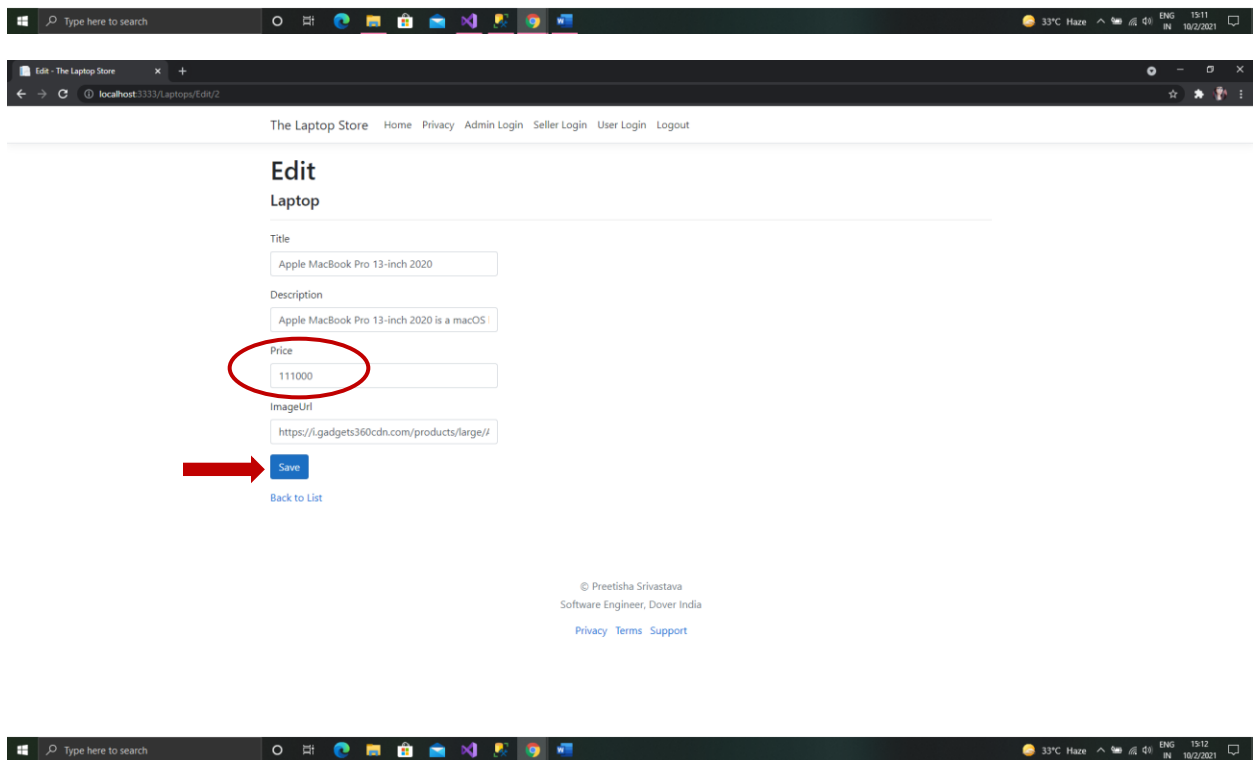 Type here to search
33°C Haze
ENG
IN
15:11
10/2/2021
Edit - The Laptop Store
localhost:3333/Laptops/Edit/2
The Laptop Store Home Privacy Admin Login Seller Login User Login Logout
Edit
Laptop
Title
Apple MacBook Pro 13-inch 2020
Description
Apple MacBook Pro 13-inch 2020 is a macOS
Price
111000
ImageUrl
https://i.gadgets360cdn.com/products/large/
Save
Back to List
© Preetisha Srivastava
Software Engineer, Dover India
Privacy Terms Support
Type here to search
33°C Haze
ENG
IN
15:12
10/2/2021